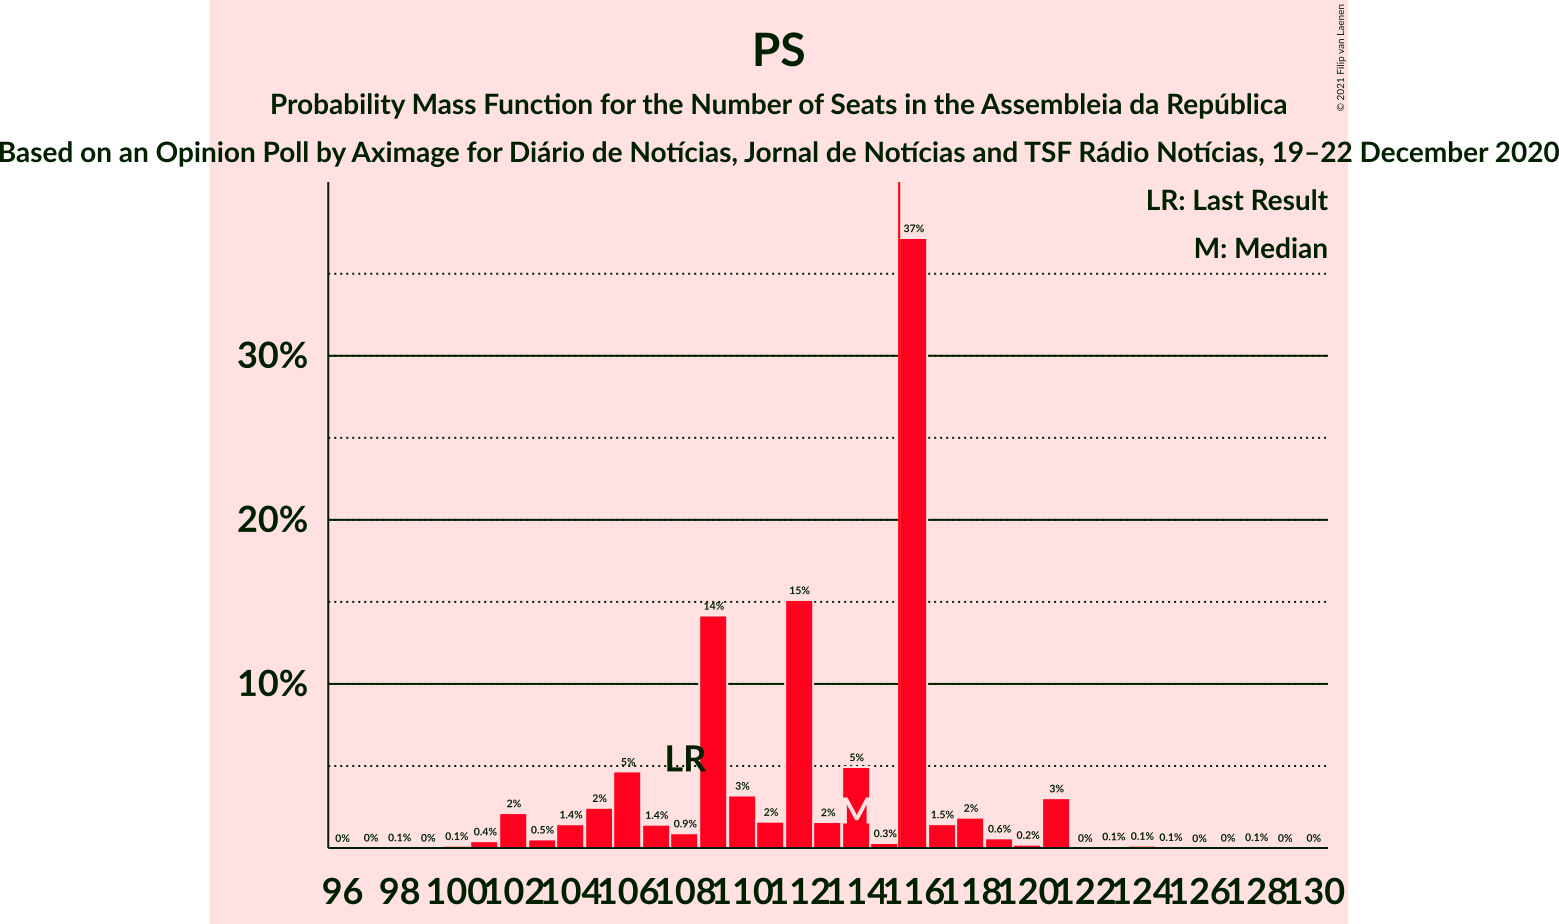 PS
© 2021 Filip van Laenen
Probability Mass Function for the Number of Seats in the Assembleia da República
Based on an Opinion Poll by Aximage for Diário de Notícias, Jornal de Notícias and TSF Rádio Notícias, 19–22 December 2020
LR: Last Result
M: Median
37%
30%
20%
15%
14%
10%
LR
5%
5%
3%
3%
M
2%
2%
2%
2%
2%
1.4%
1.4%
0.9%
0.5%
0.4%
0.3%
1.5%
0.6%
0.2%
0% 0% 0.1% 0% 0.1% 0% 0.1% 0.1% 0.1% 0% 0% 0.1% 0% 0%
96 98 100 102 104 106 108 110 112 114 116 118 120 122 124 126 128 130